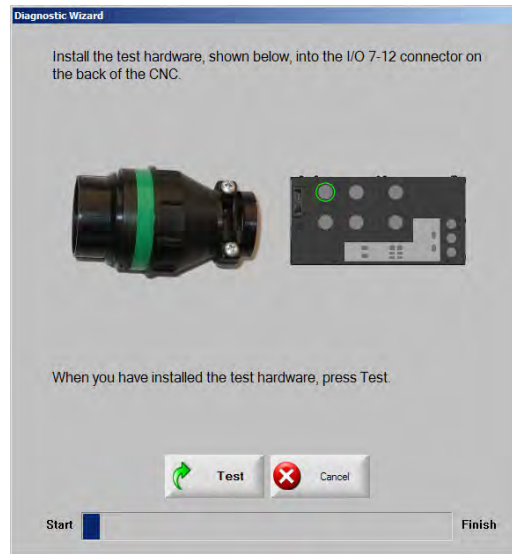 Diagnostic Wizard
Install the test hardware, shown below, into the I/O 7-12 connector on
the back of the CNC.
When you have installed the test hardware, press Test.
Test
Cancel
Start
Finish